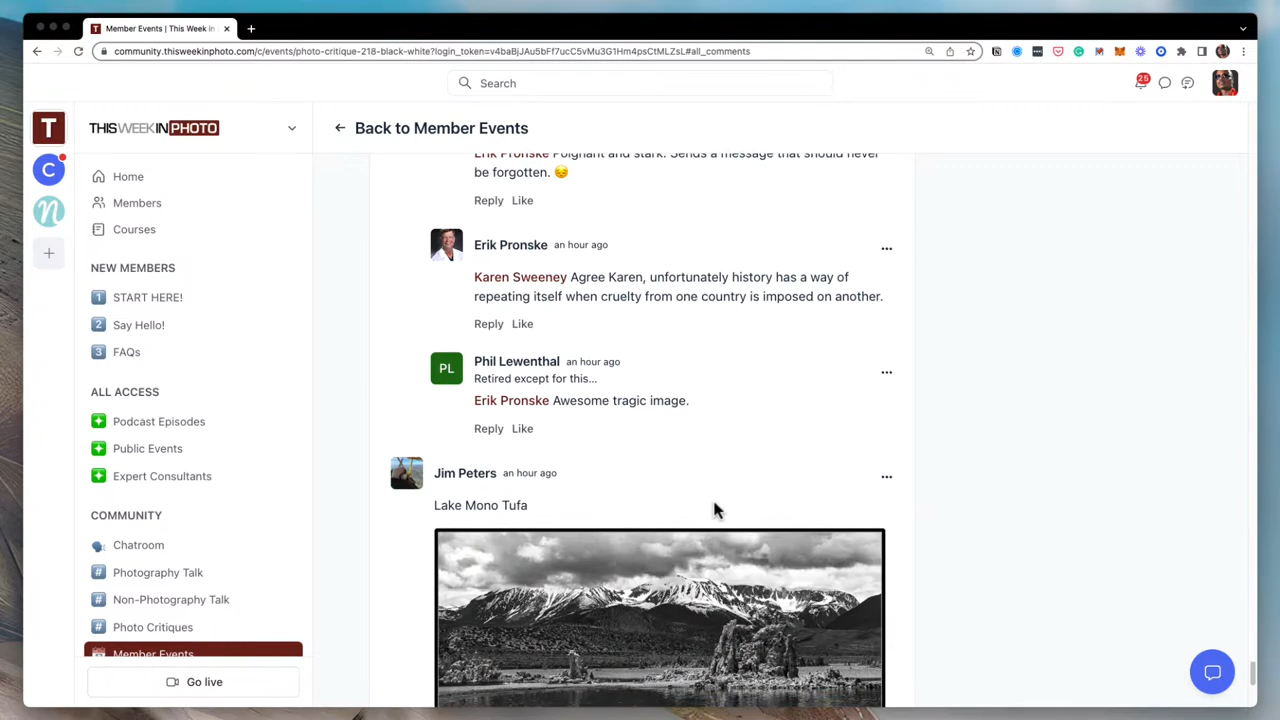 Member Events | This Week in
community.thisweekinphoto.com/c/events/photo-critique-218-black-white?login_token=v4baBjJAu5bFf7ucC5vMu3G1Hm4psCtMLZsL#all_comments
Search
25
T
THISWEEKINPHOTO
Back to Member Events
C
n
Home
Members
Courses
NEW MEMBERS
1 START HERE!
2 Say Hello!
3 FAQs
ALL ACCESS
Podcast Episodes
Public Events
Expert Consultants
COMMUNITY
Chatroom
# Photography Talk
# Non-Photography Talk
# Photo Critiques
Member Events
Go live
Erik Pronske Poignant and stark. Sends a message that should never
be forgotten. 😔
Reply Like
Erik Pronske an hour ago
Karen Sweeney Agree Karen, unfortunately history has a way of
repeating itself when cruelty from one country is imposed on another.
Reply Like
PL
Phil Lewenthal an hour ago
Retired except for this...
Erik Pronske Awesome tragic image.
Reply Like
Jim Peters an hour ago
Lake Mono Tufa